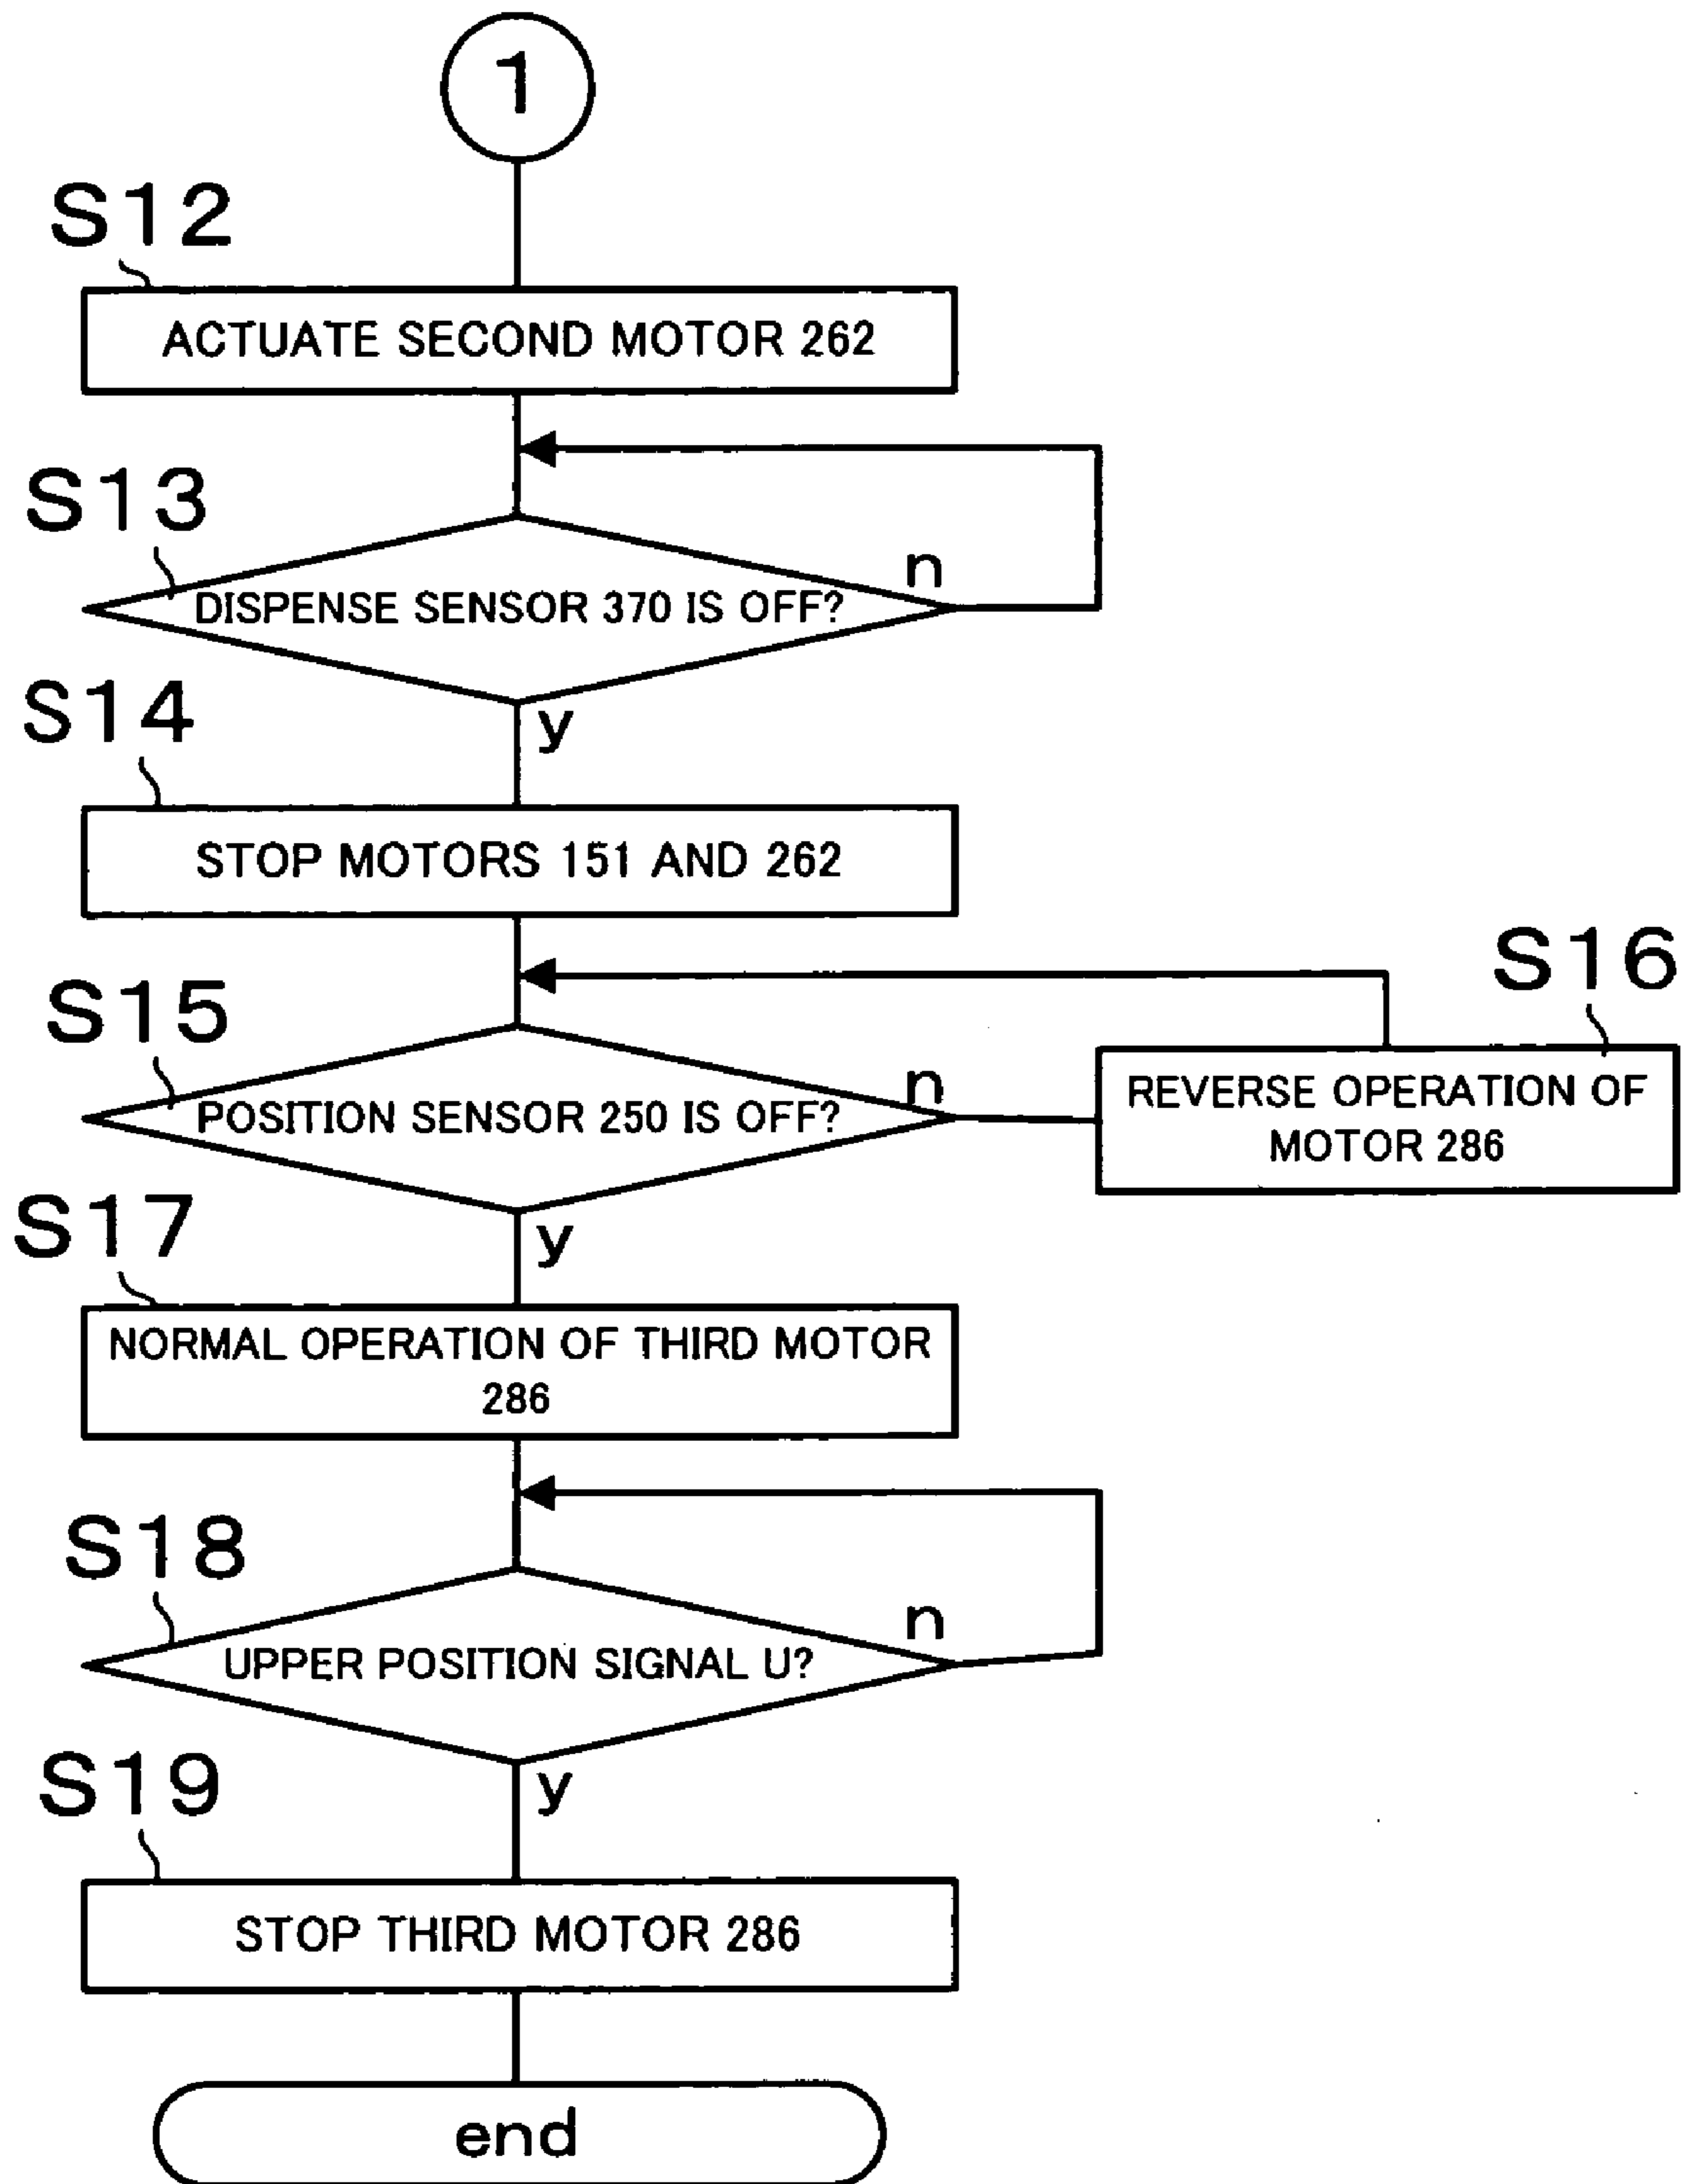 1
S12
ACTUATE SECOND MOTOR 262
S13
n
DISPENSE SENSOR 370 IS OFF?
y
S14
STOP MOTORS 151 AND 262
S15
n
POSITION SENSOR 250 IS OFF?
S16
REVERSE OPERATION OF
MOTOR 286
y
S17
NORMAL OPERATION OF THIRD MOTOR
286
S18
n
UPPER POSITION SIGNAL U?
y
S19
STOP THIRD MOTOR 286
end